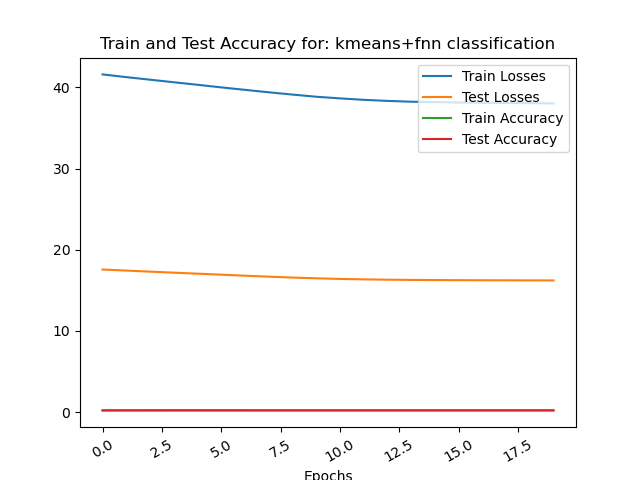 Train and Test Accuracy for: kmeans+fnn classification
Train Losses
Test Losses
Train Accuracy
Test Accuracy
40
30
20
10
0
0.0 2.5 5.0 7.5 10.0 12.5 15.0 17.5
Epochs